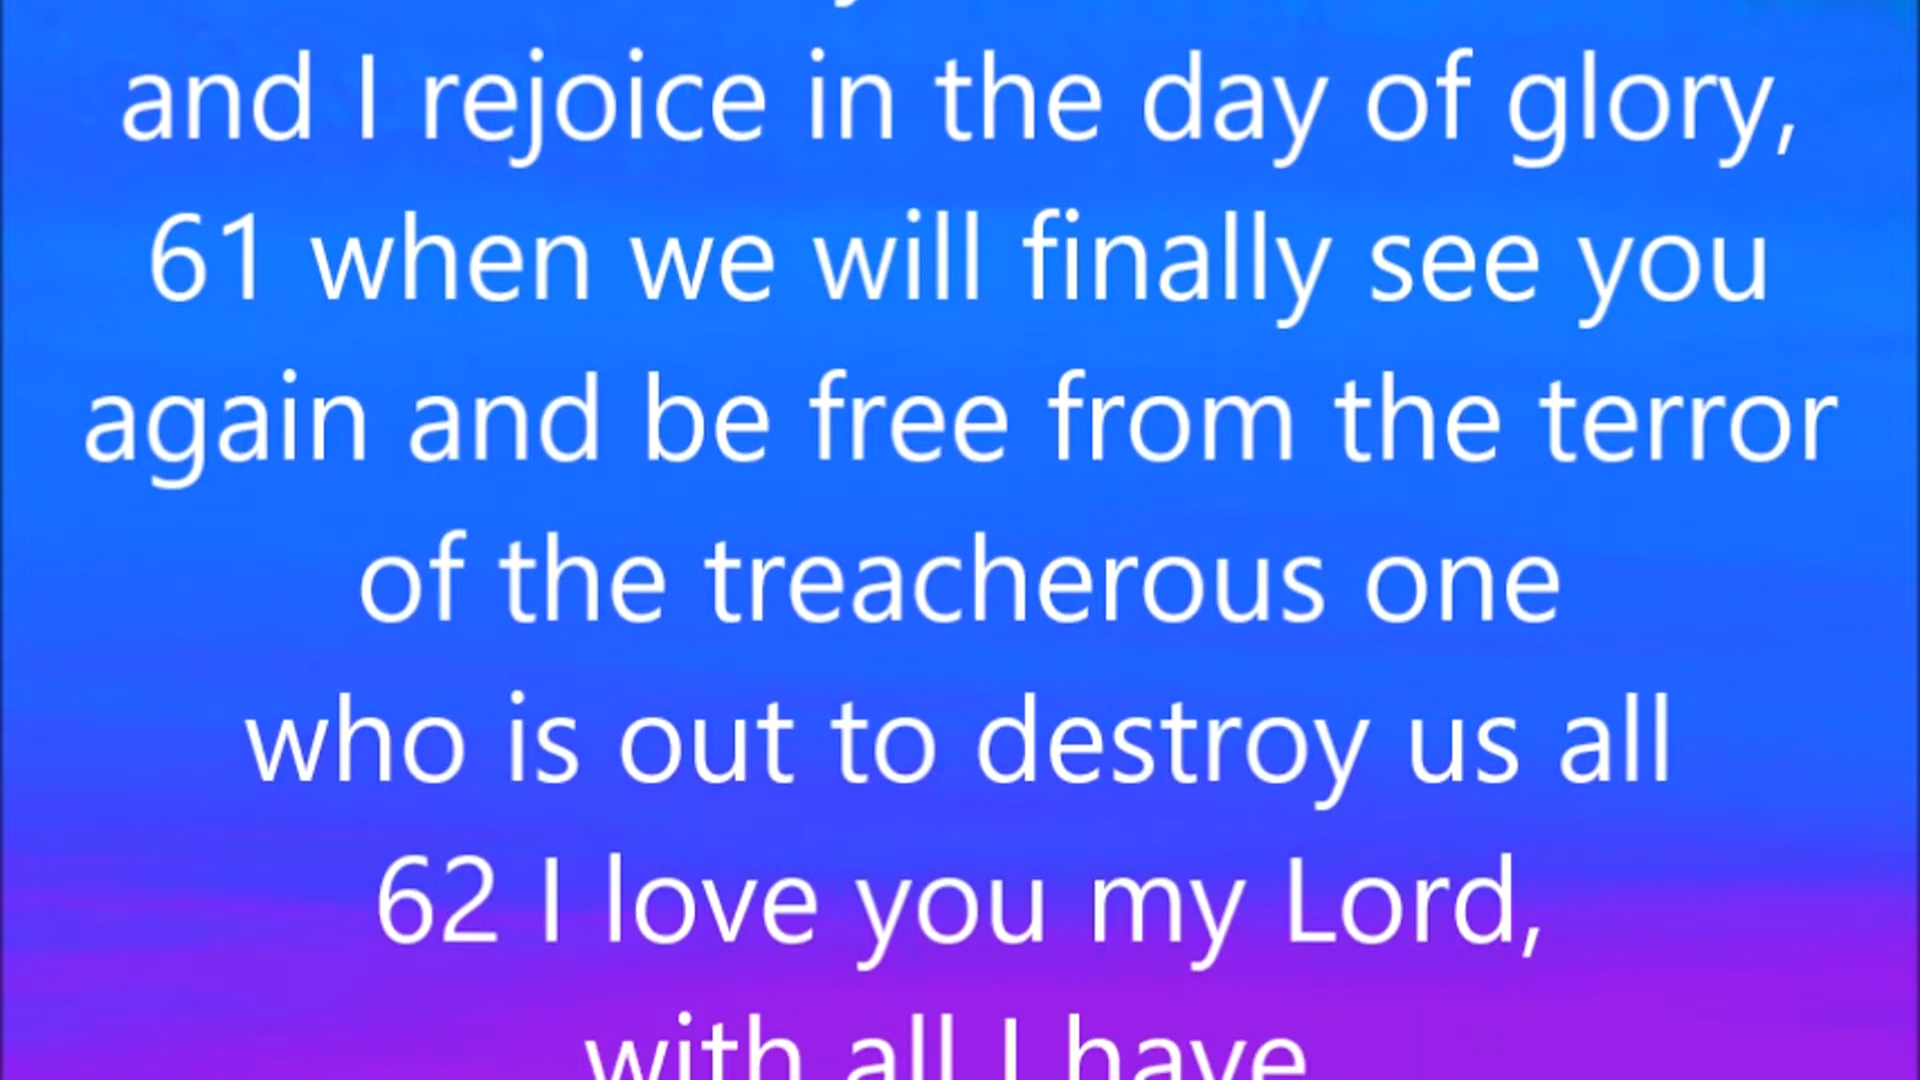 and I rejoice in the day of glory,
61 when we will finally see you
again and be free from the terror
of the treacherous one
who is out to destroy us all
62 I love you my Lord,
with all I have